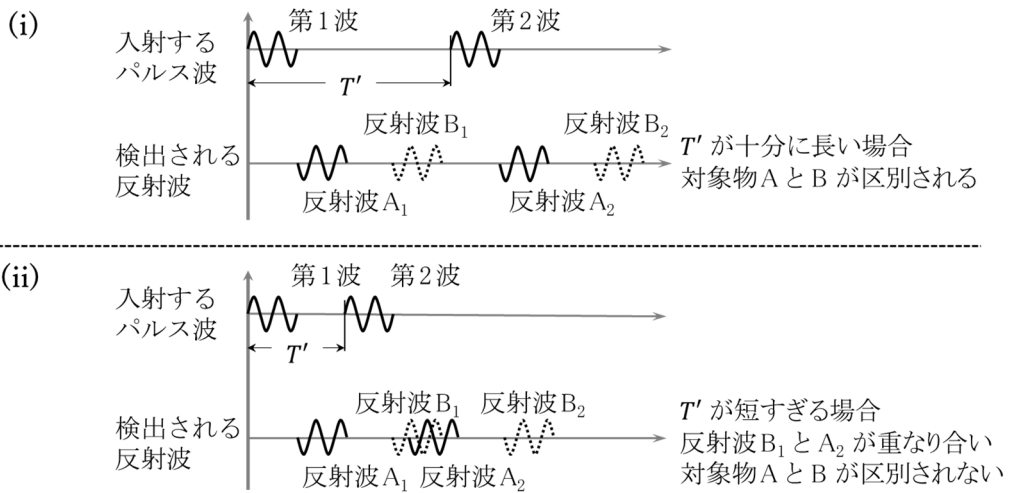 (i)
第1波
第2波
入射する
パルス波
T′
反射波B₁
反射波B₂
検出される
反射波
反射波A₁
反射波A₂
T′ が十分に長い場合
対象物AとB が区別される
(ii)
第1波
第2波
入射する
パルス波
T′
反射波B₁
反射波B₂
検出される
反射波
反射波A₁
反射波A₂
T′ が短すぎる場合
反射波B₁とA₂ が重なり合い
対象物AとB が区別されない